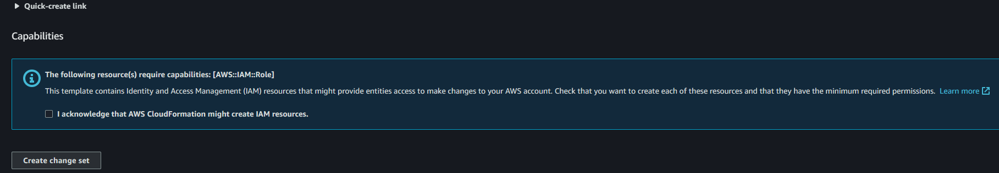 Quick-create link
Capabilities
The following resource(s) require capabilities: [AWS::IAM::Role]
This template contains Identity and Access Management (IAM) resources that might provide entities access to make changes to your AWS account. Check that you want to create each of these resources and that they have the minimum required permissions. Learn more
I acknowledge that AWS CloudFormation might create IAM resources.
Create change set